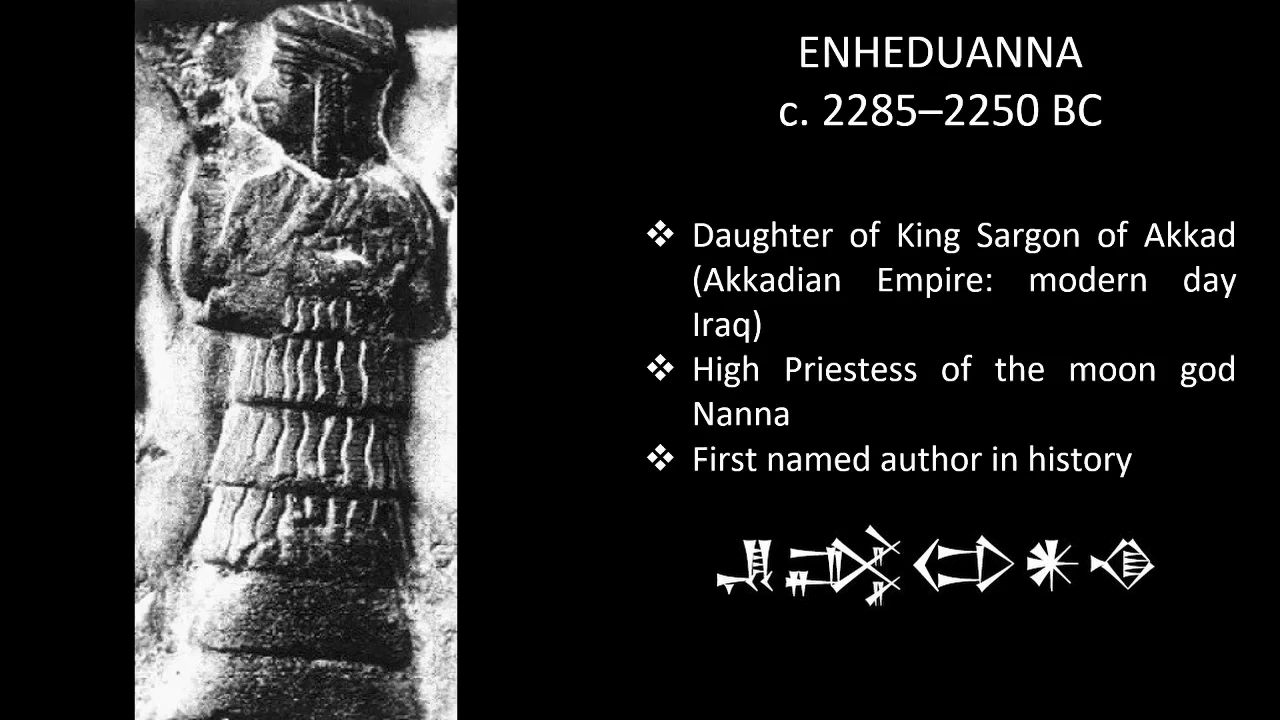 ENHEDUANNA
c. 2285–2250 BC
❖ Daughter of King Sargon of Akkad
(Akkadian Empire: modern day
Iraq)
❖ High Priestess of the moon god
Nanna
❖ First named author in history